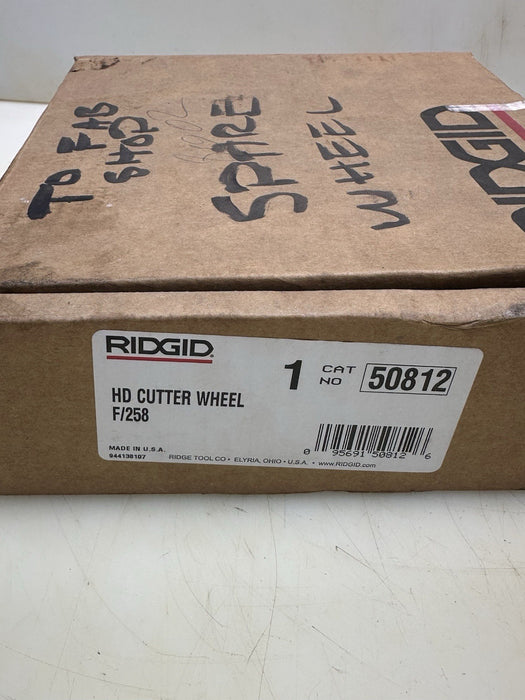 TO FAB
SHOP
SPARE
WHEEL
RIDGID
RIDGID
1
CAT
NO
50812
HD CUTTER WHEEL
F/258
MADE IN U.S.A.
944136107
RIDGE TOOL CO • ELYRIA, OHIO • U.S.A. • www.RIDGID.com
0 95691 50812 6